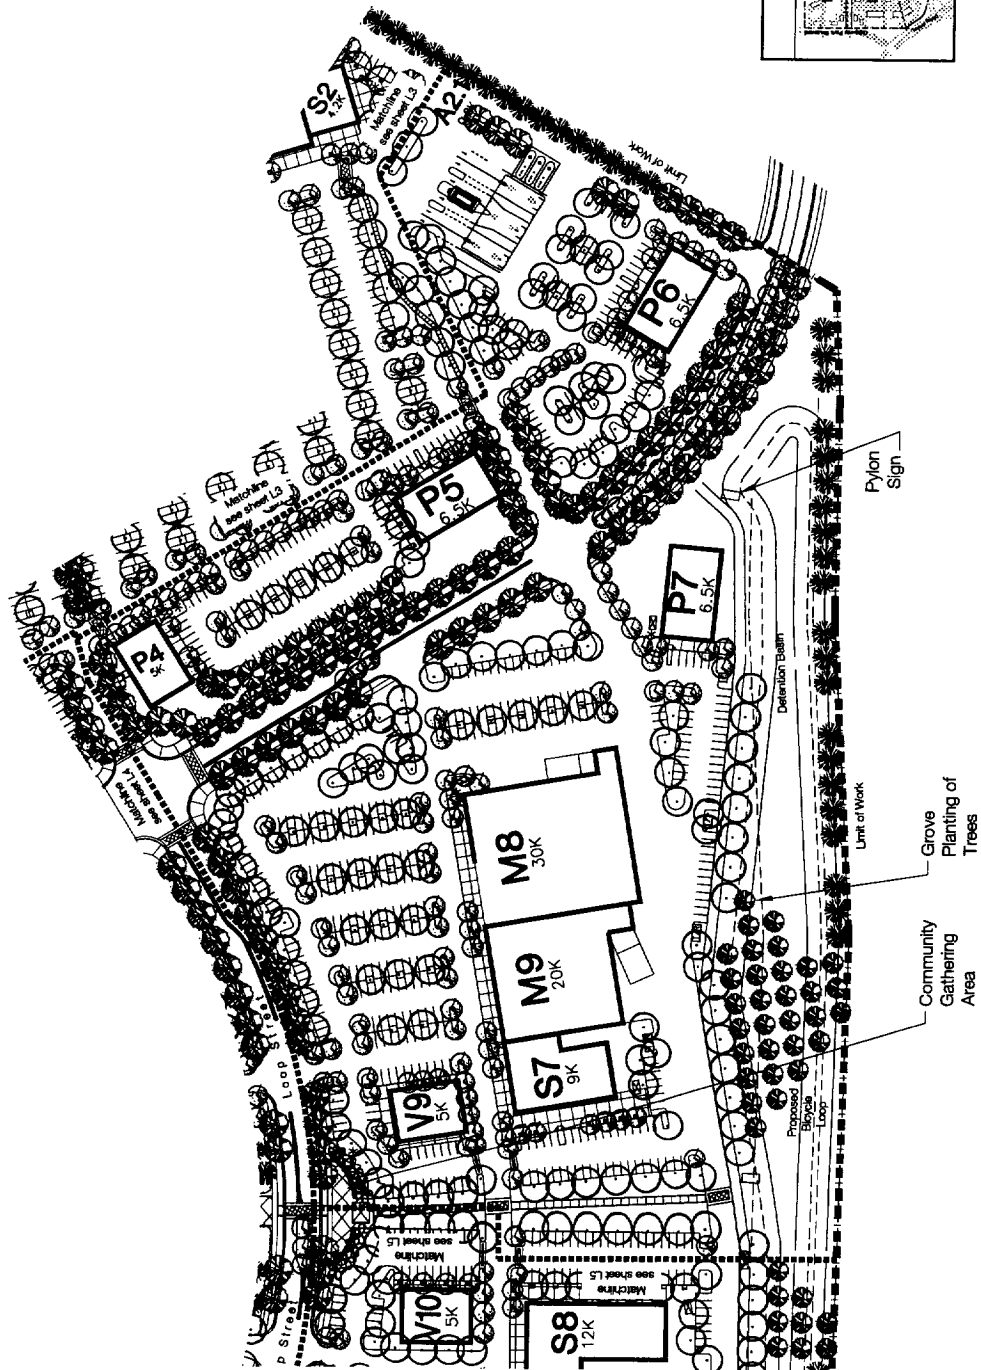 S2
4.2K
Matchline
see sheet L3
A2
Limit of Work
P6
6.5K
Matchline
see sheet L3
P5
6.5K
Pylon
Sign
P4
5K
P7
6.5K
Detention Basin
Matchline
see sheet L4
M8
30K
Limit of Work
Grove
Planting of
Trees
M9
20K
Community
Gathering
Area
Loop Street
S7
9K
V9
5K
Proposed
Bicycle
Loop
Matchline
see sheet L5
Matchline
see sheet L5
V10
5K
S8
12K
p Street